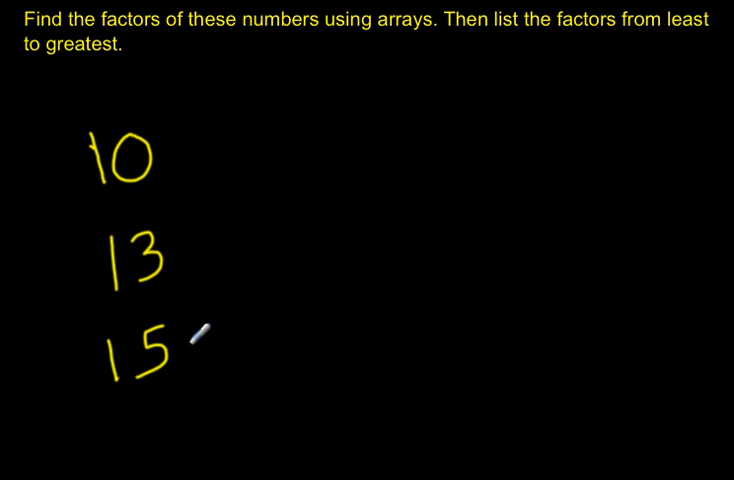 Find the factors of these numbers using arrays. Then list the factors from least
to greatest.
10
13
15